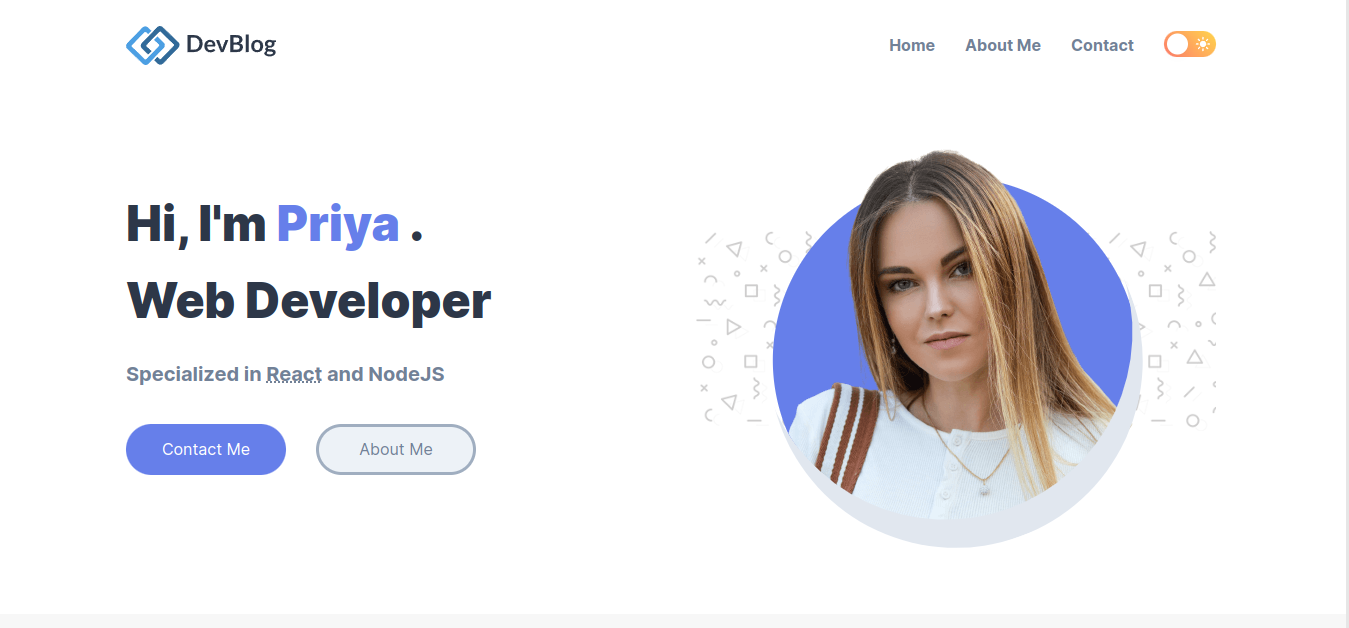 DevBlog
Home About Me Contact
Hi, I'm Priya .
Web Developer
Specialized in React and NodeJS
Contact Me About Me